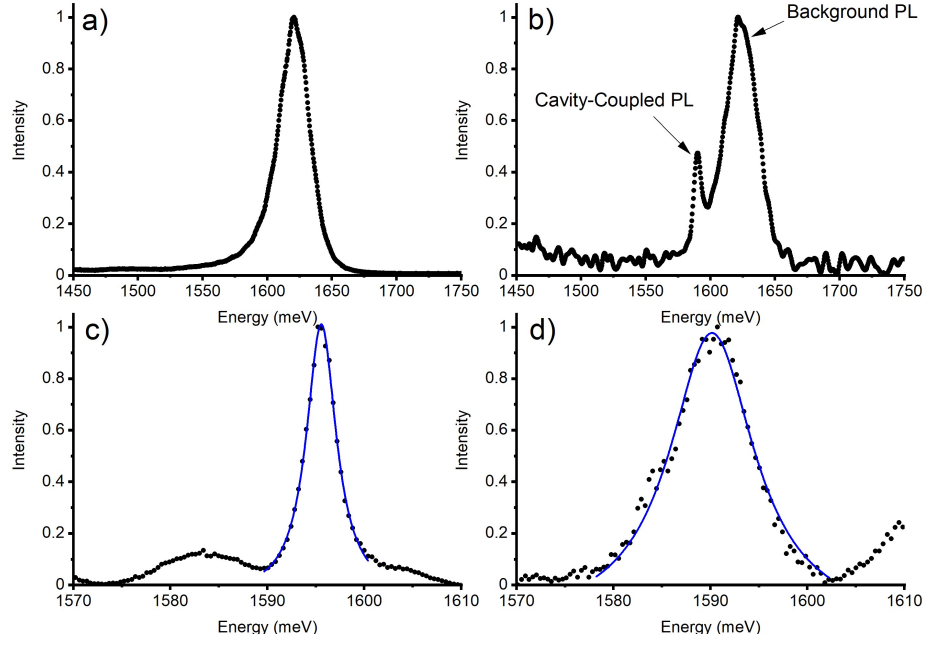 a)
1
0.8
0.6
0.4
0.2
0
Intensity
1450 1500 1550 1600 1650 1700 1750
Energy (meV)
b)
Background PL
Cavity-Coupled PL
1
0.8
0.6
0.4
0.2
0
Intensity
1450 1500 1550 1600 1650 1700 1750
Energy (meV)
c)
1
0.8
0.6
0.4
0.2
0
Intensity
1570 1580 1590 1600 1610
Energy (meV)
d)
1
0.8
0.6
0.4
0.2
0
Intensity
1570 1580 1590 1600 1610
Energy (meV)